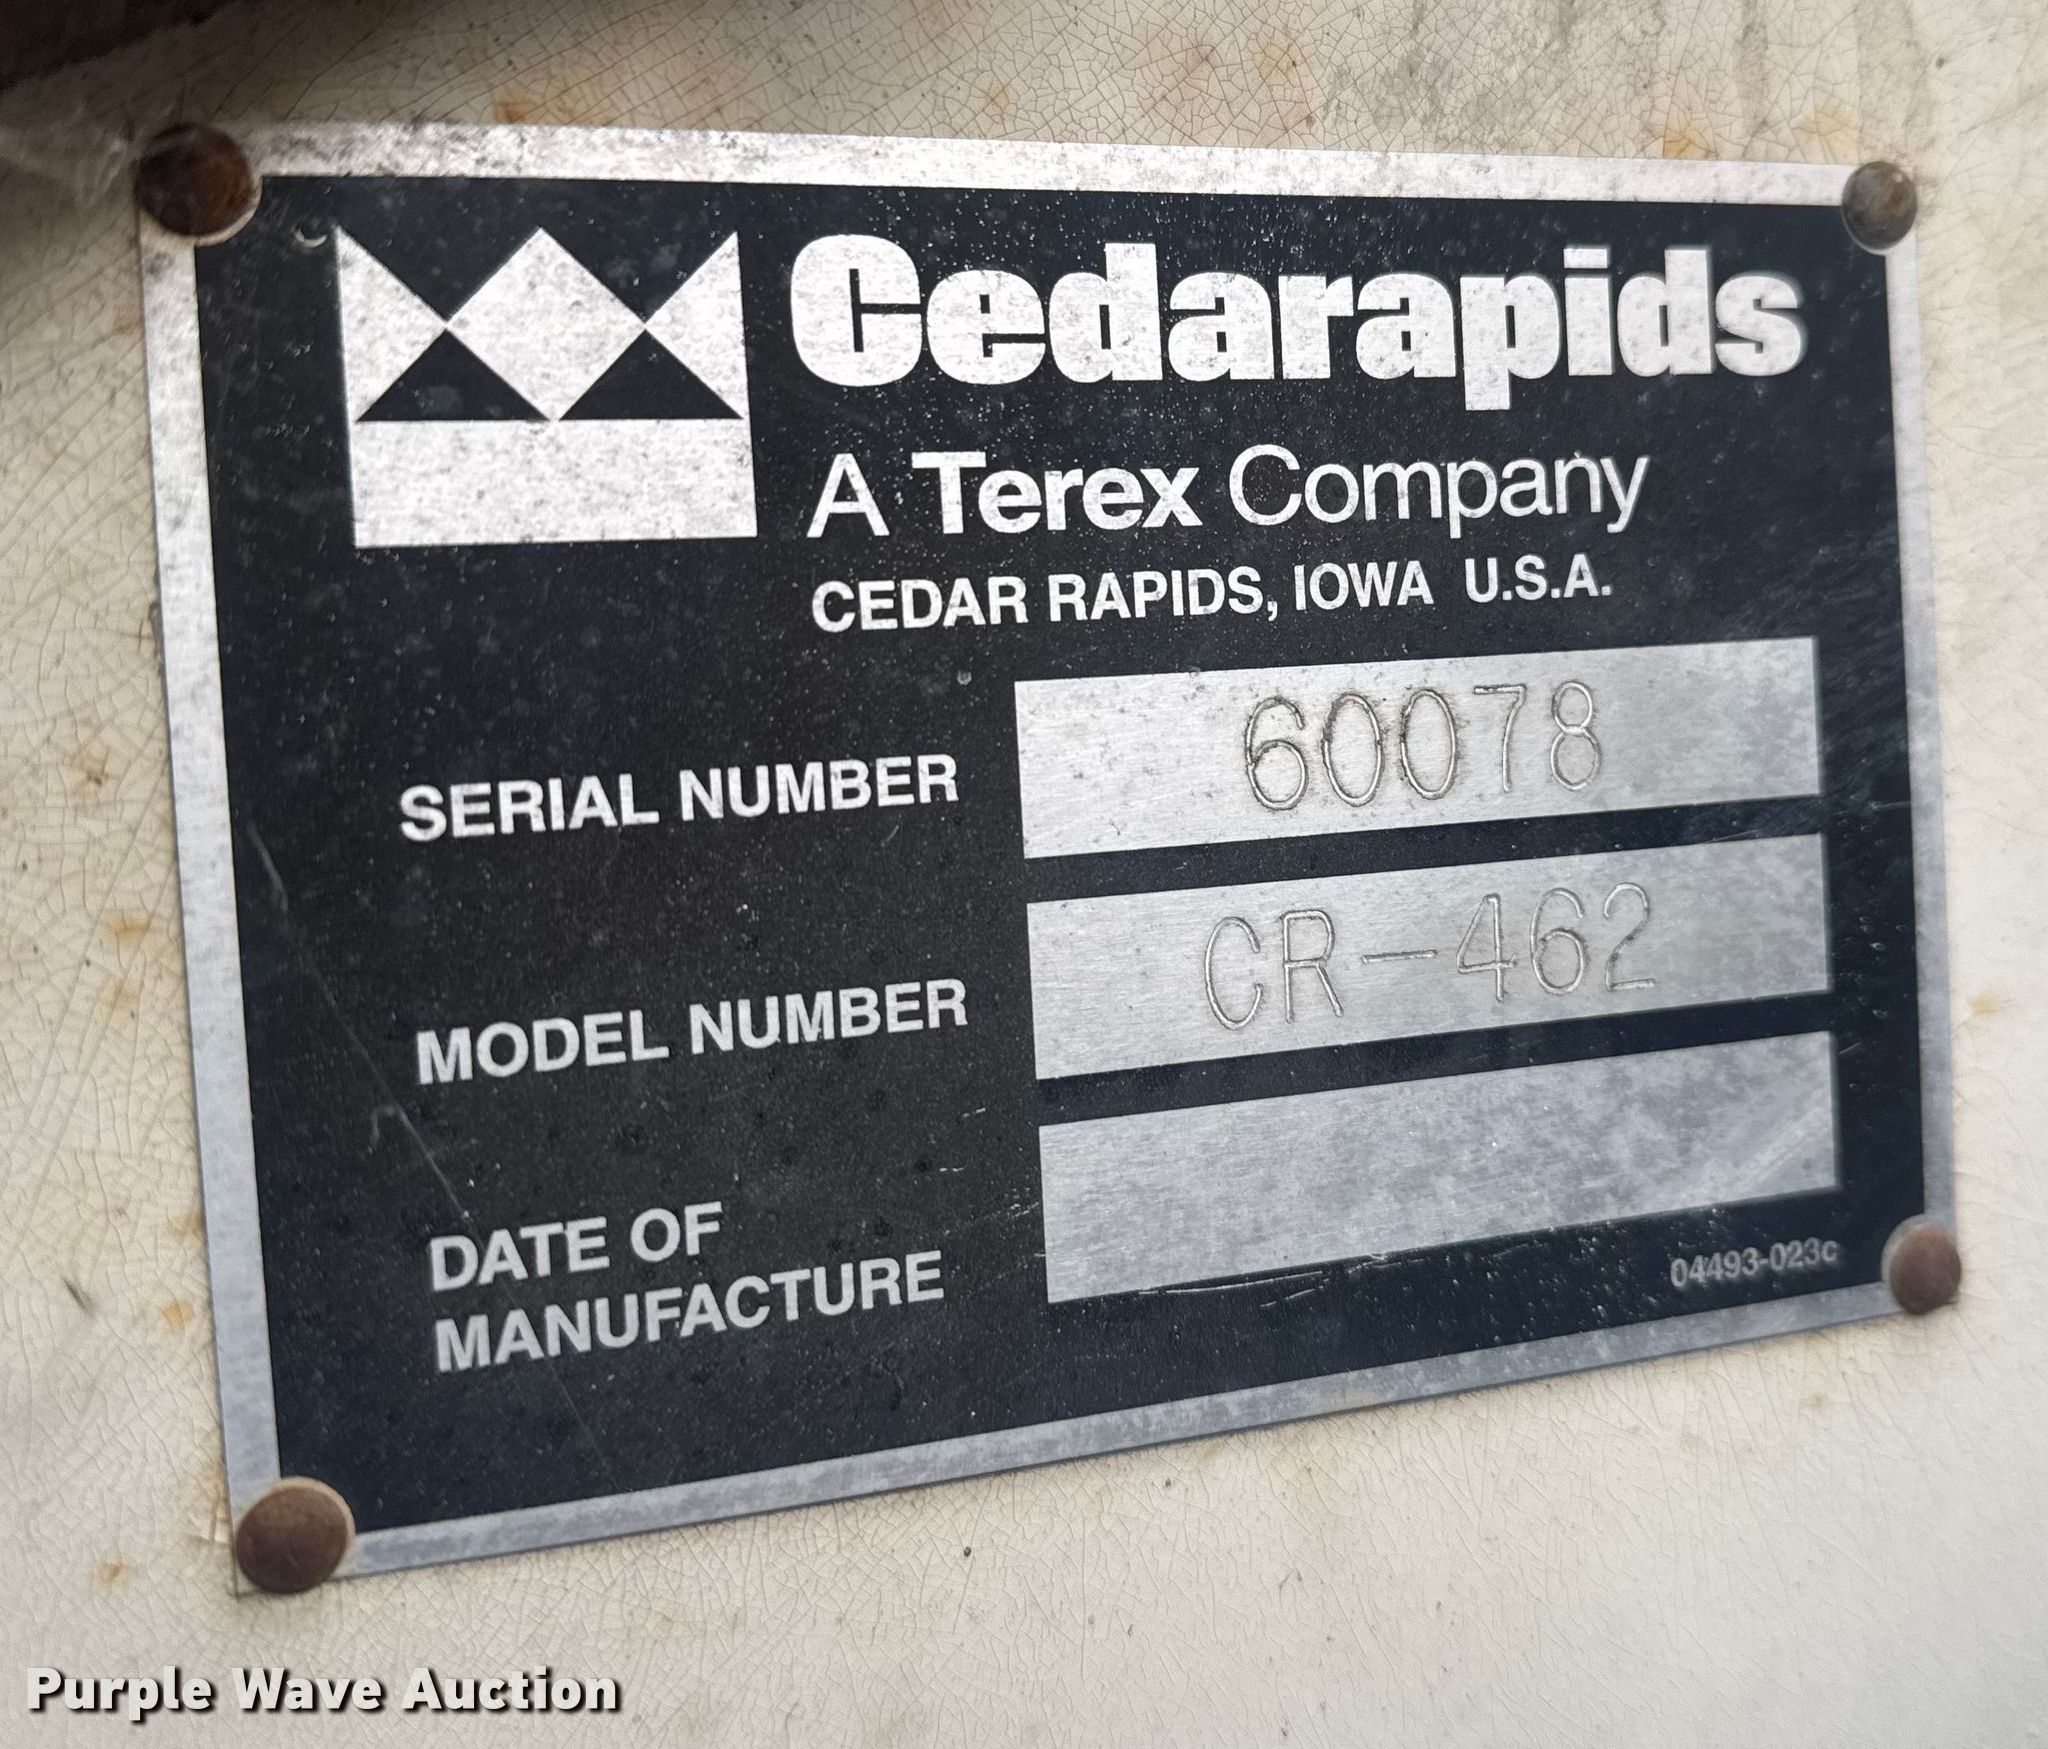 Cedarapids
A Terex Company
CEDAR RAPIDS, IOWA U.S.A.
SERIAL NUMBER 60078
MODEL NUMBER CR-462
DATE OF
MANUFACTURE
04493-023c
Purple Wave Auction